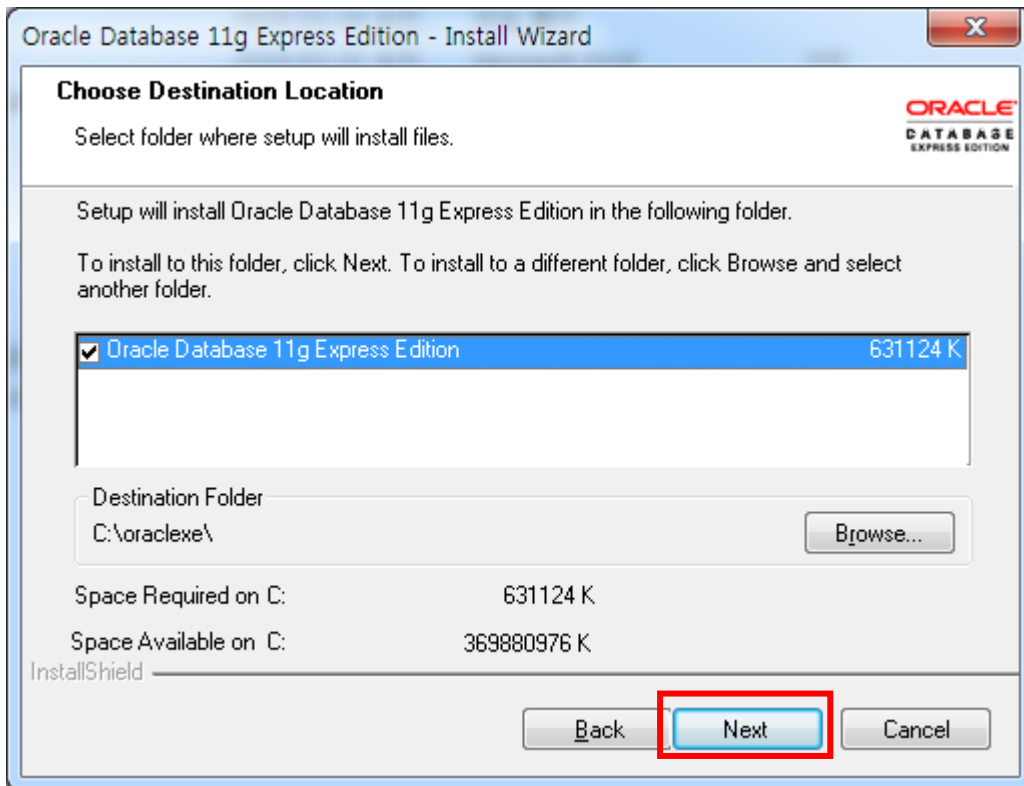 Oracle Database 11g Express Edition - Install Wizard
Choose Destination Location
Select folder where setup will install files.
ORACLE
DATABASE
EXPRESS EDITION
Setup will install Oracle Database 11g Express Edition in the following folder.
To install to this folder, click Next. To install to a different folder, click Browse and select
another folder.
Oracle Database 11g Express Edition 631124 K
Destination Folder
C:\oraclexe\
Browse...
Space Required on C: 631124 K
Space Available on C: 369880976 K
InstallShield
Back Next Cancel